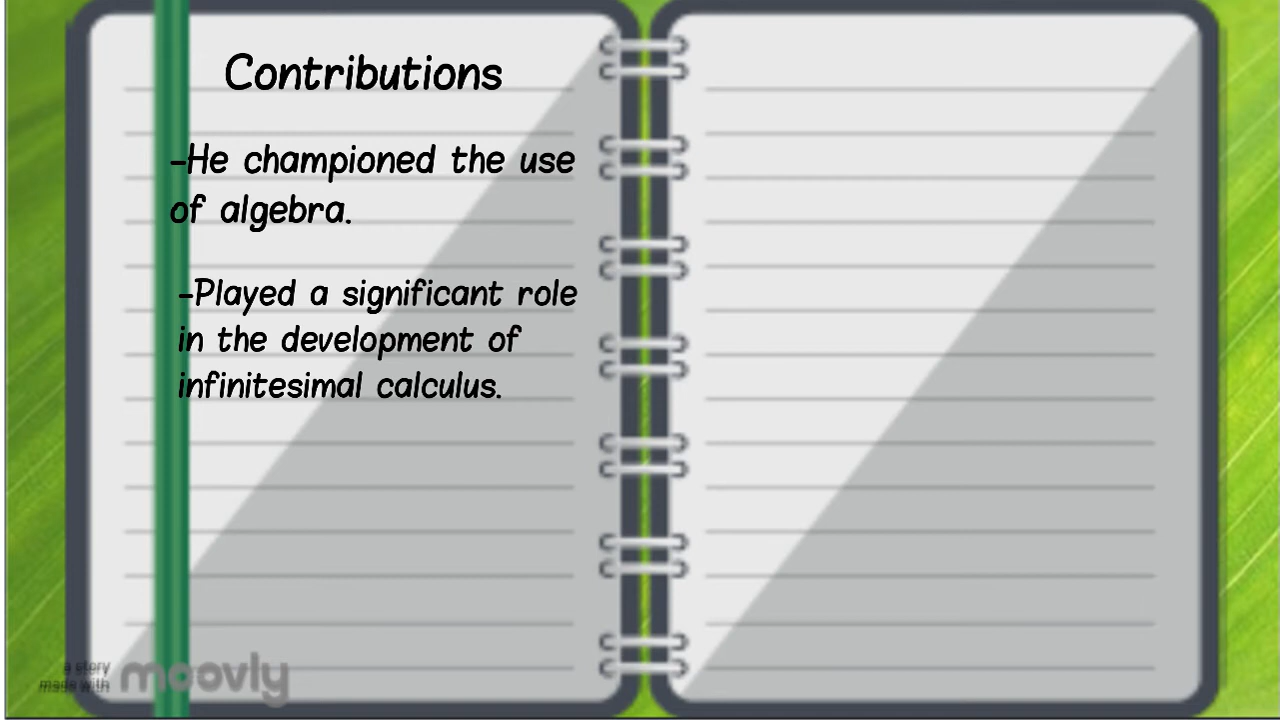 Contributions
-He championed the use
of algebra.
-Played a significant role
in the development of
infinitesimal calculus.
a story
made with
moovly